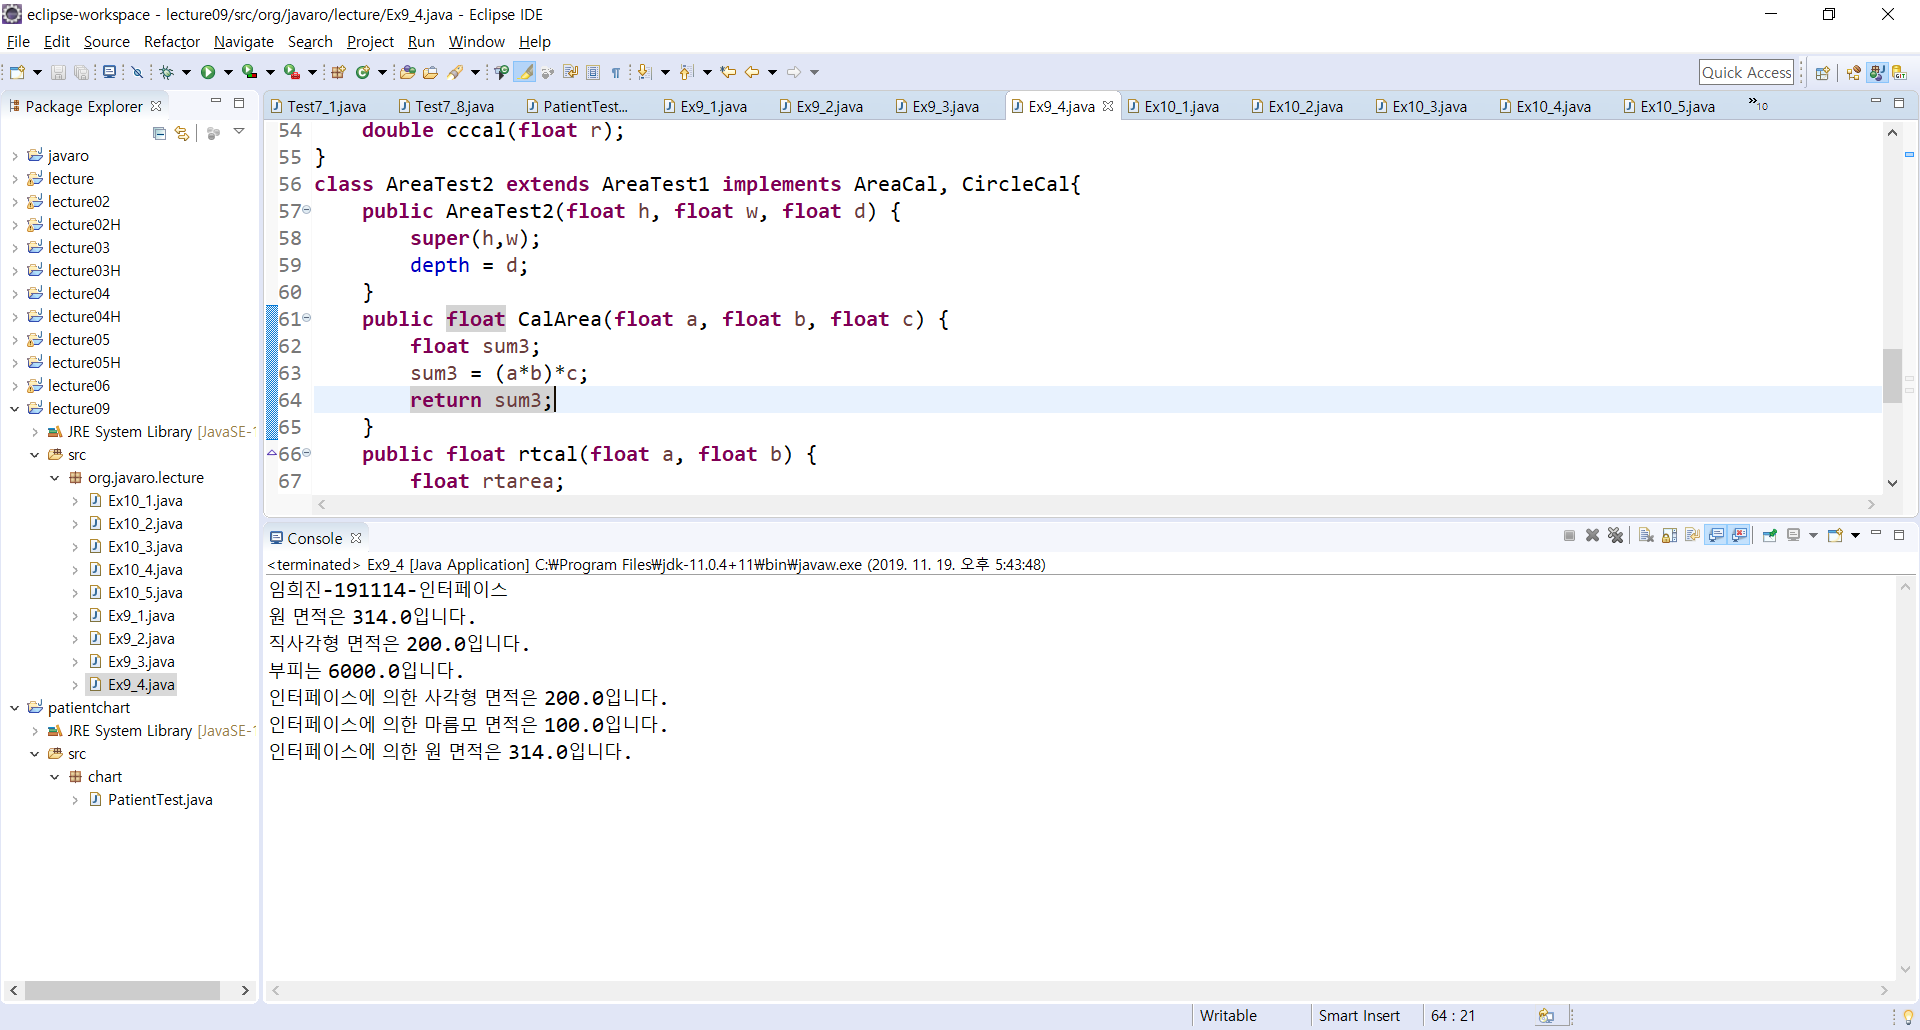 eclipse-workspace - lecture09/src/org/javaro/lecture/Ex9_4.java - Eclipse IDE
File Edit Source Refactor Navigate Search Project Run Window Help
Quick Access
Package Explorer
javaro
lecture
lecture02
lecture02H
lecture03
lecture03H
lecture04
lecture04H
lecture05
lecture05H
lecture06
lecture09
JRE System Library [JavaSE-1
src
org.javaro.lecture
Ex10_1.java
Ex10_2.java
Ex10_3.java
Ex10_4.java
Ex10_5.java
Ex9_1.java
Ex9_2.java
Ex9_3.java
Ex9_4.java
patientchart
JRE System Library [JavaSE-1
src
chart
PatientTest.java
Test7_1.java Test7_8.java PatientTest... Ex9_1.java Ex9_2.java Ex9_3.java Ex9_4.java Ex10_1.java Ex10_2.java Ex10_3.java Ex10_4.java Ex10_5.java »10
54 double cccal(float r);
55 }
56 class AreaTest2 extends AreaTest1 implements AreaCal, CircleCal{
57 public AreaTest2(float h, float w, float d) {
58 super(h,w);
59 depth = d;
60 }
61 public float CalArea(float a, float b, float c) {
62 float sum3;
63 sum3 = (a*b)*c;
64 return sum3;
65 }
66 public float rtcal(float a, float b) {
67 float rtarea;
Console
<terminated> Ex9_4 [Java Application] C:₩Program Files₩jdk-11.0.4+11₩bin₩javaw.exe (2019. 11. 19. 오후 5:43:48)
임희진-191114-인터페이스
원 면적은 314.0입니다.
직사각형 면적은 200.0입니다.
부피는 6000.0입니다.
인터페이스에 의한 사각형 면적은 200.0입니다.
인터페이스에 의한 마름모 면적은 100.0입니다.
인터페이스에 의한 원 면적은 314.0입니다.
Writable Smart Insert 64 : 21